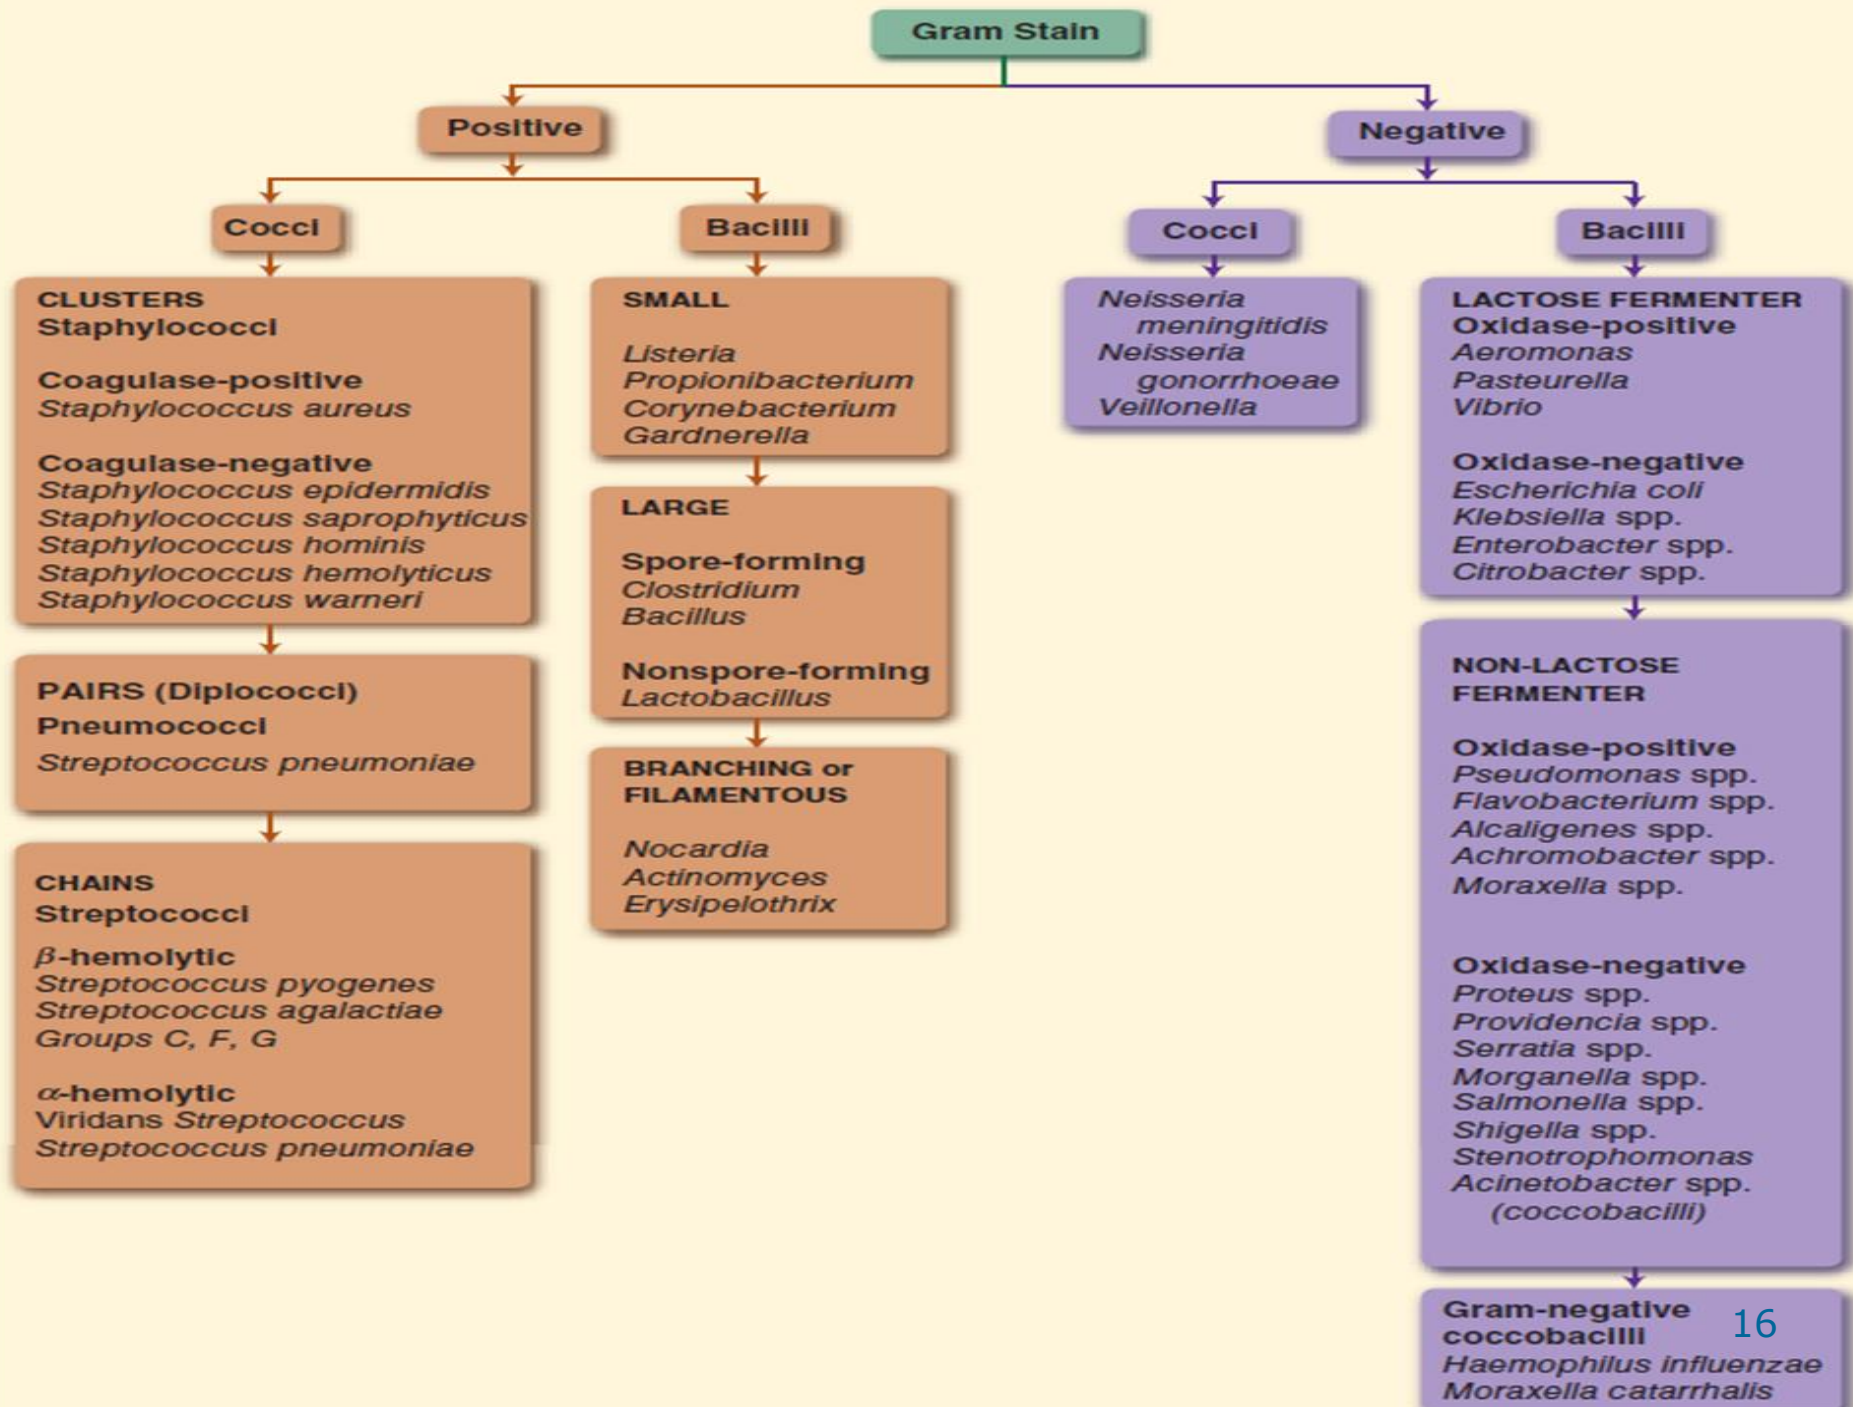 Gram Stain
Positive
Negative
Cocci
Bacilli
Cocci
Bacilli
CLUSTERS
Staphylococci
Coagulase-positive
Staphylococcus aureus
Coagulase-negative
Staphylococcus epidermidis
Staphylococcus saprophyticus
Staphylococcus hominis
Staphylococcus hemolyticus
Staphylococcus warneri
PAIRS (Diplococci)
Pneumococci
Streptococcus pneumoniae
CHAINS
Streptococci
β-hemolytic
Streptococcus pyogenes
Streptococcus agalactiae
Groups C, F, G
α-hemolytic
Viridans Streptococcus
Streptococcus pneumoniae
SMALL
Listeria
Propionibacterium
Corynebacterium
Gardnerella
LARGE
Spore-forming
Clostridium
Bacillus
Nonspore-forming
Lactobacillus
BRANCHING or
FILAMENTOUS
Nocardia
Actinomyces
Erysipelothrix
Neisseria
meningitidis
Neisseria
gonorrhoeae
Veillonella
LACTOSE FERMENTER
Oxidase-positive
Aeromonas
Pasteurella
Vibrio
Oxidase-negative
Escherichia coli
Klebsiella spp.
Enterobacter spp.
Citrobacter spp.
NON-LACTOSE
FERMENTER
Oxidase-positive
Pseudomonas spp.
Flavobacterium spp.
Alcaligenes spp.
Achromobacter spp.
Moraxella spp.
Oxidase-negative
Proteus spp.
Providencia spp.
Serratia spp.
Morganella spp.
Salmonella spp.
Shigella spp.
Stenotrophomonas
Acinetobacter spp.
(coccobacilli)
Gram-negative
coccobacilli
Haemophilus influenzae
Moraxella catarrhalis
16